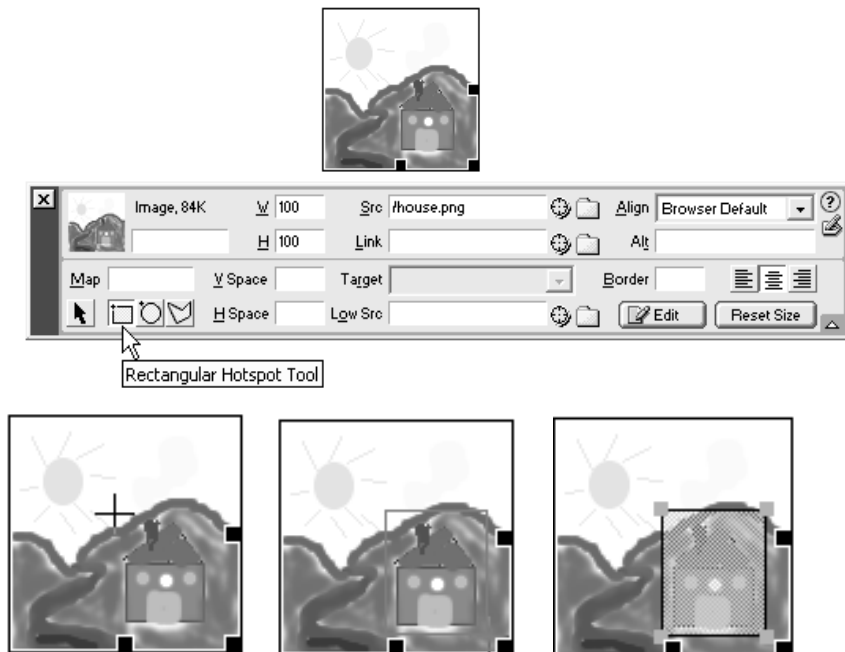 Image, 84K W 100 Src /house.png Align Browser Default
H 100 Link Alt
Map V Space Target Border
H Space Low Src Edit Reset Size
Rectangular Hotspot Tool